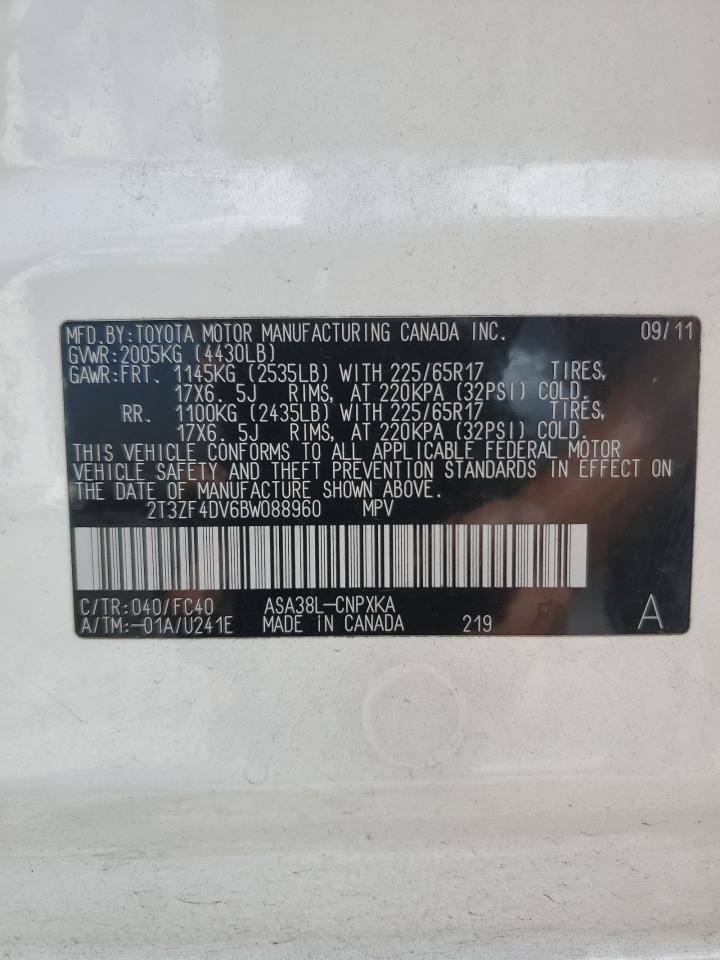 MFD.BY:TOYOTA MOTOR MANUFACTURING CANADA INC. 09/11
GVWR:2005KG (4430LB)
GAWR:FRT. 1145KG (2535LB) WITH 225/65R17 TIRES,
17X6. 5J RIMS, AT 220KPA (32PSI) COLD.
RR. 1100KG (2435LB) WITH 225/65R17 TIRES,
17X6. 5J RIMS, AT 220KPA (32PSI) COLD.
THIS VEHICLE CONFORMS TO ALL APPLICABLE FEDERAL MOTOR
VEHICLE SAFETY AND THEFT PREVENTION STANDARDS IN EFFECT ON
THE DATE OF MANUFACTURE SHOWN ABOVE.
2T3ZF4DV6BW088960 MPV
C/TR:040/FC40 ASA38L-CNPXKA
A/TM:-01A/U241E MADE IN CANADA 219 A